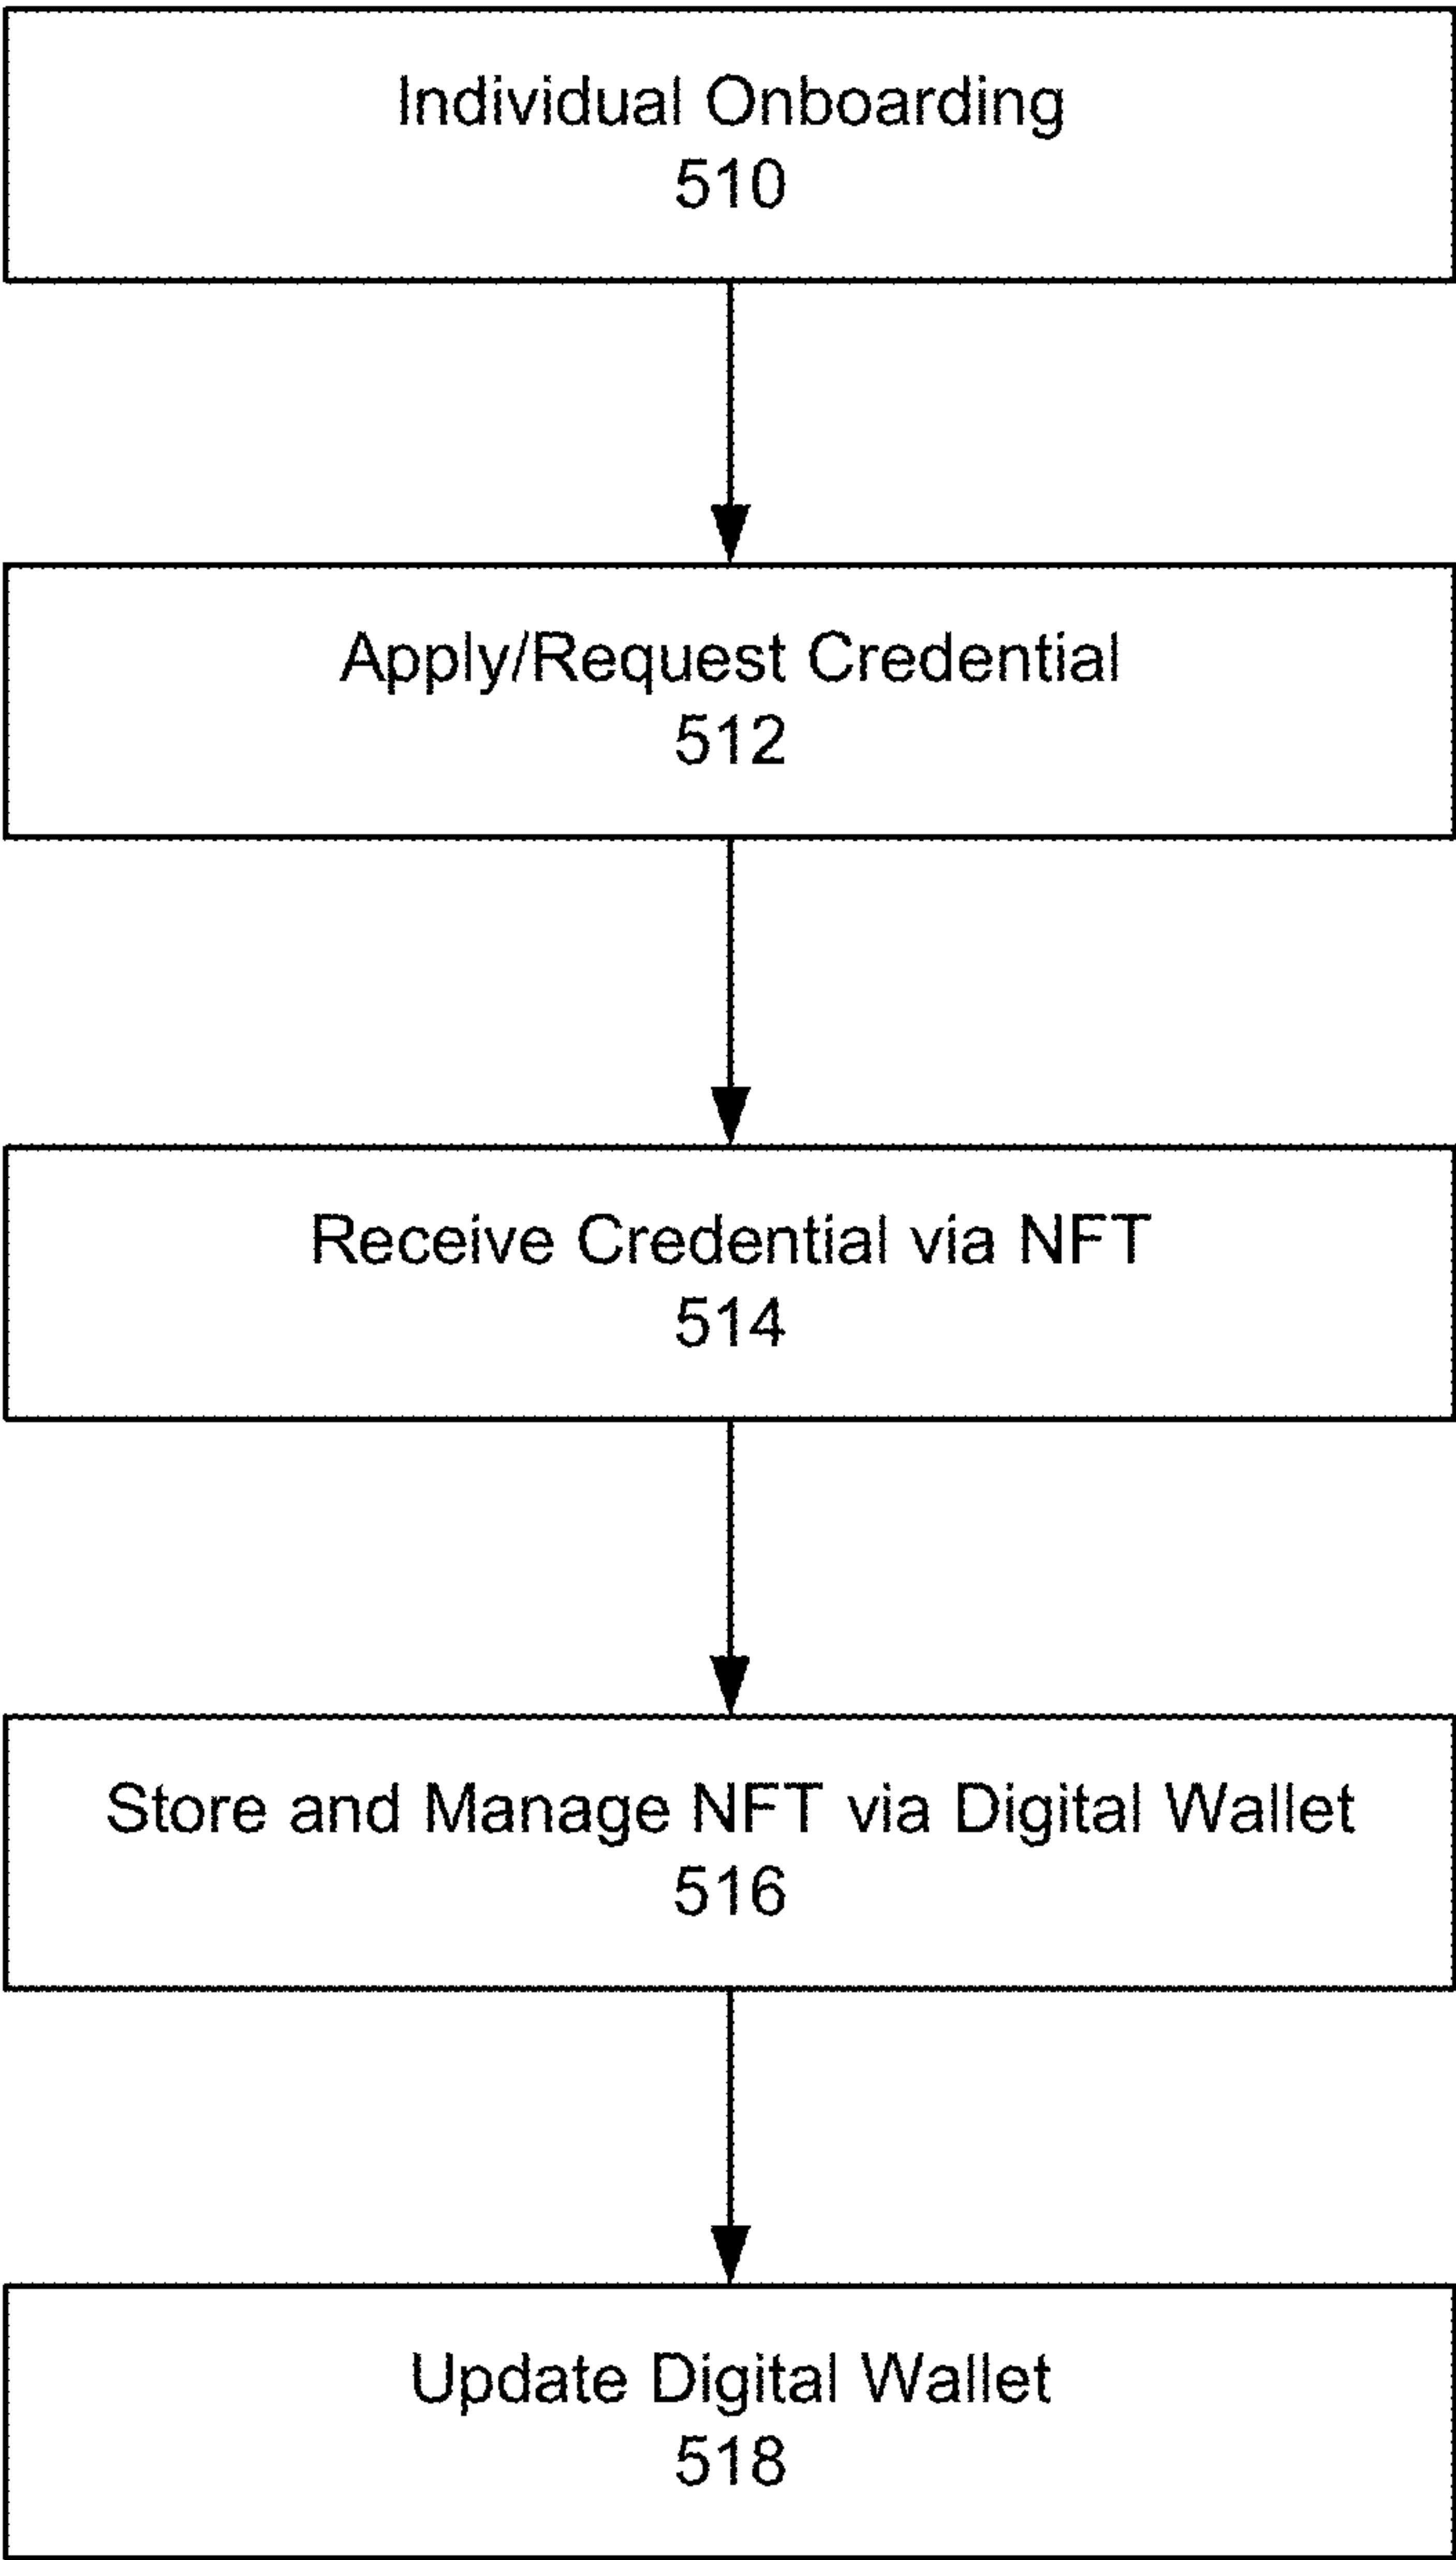 Individual Onboarding
510
Apply/Request Credential
512
Receive Credential via NFT
514
Store and Manage NFT via Digital Wallet
516
Update Digital Wallet
518